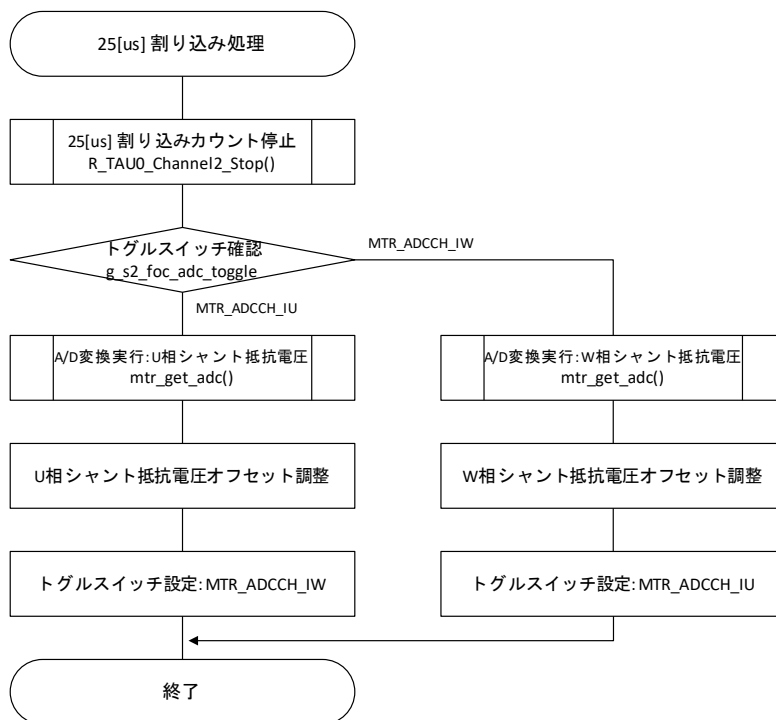 25[us] 割り込み処理
25[us] 割り込みカウント停止
R_TAU0_Channel2_Stop()
トグルスイッチ確認
g_s2_foc_adc_toggle
MTR_ADCCH_IW
MTR_ADCCH_IU
A/D変換実行:U相シャント抵抗電圧
mtr_get_adc()
A/D変換実行:W相シャント抵抗電圧
mtr_get_adc()
U相シャント抵抗電圧オフセット調整
W相シャント抵抗電圧オフセット調整
トグルスイッチ設定:MTR_ADCCH_IW
トグルスイッチ設定:MTR_ADCCH_IU
終了